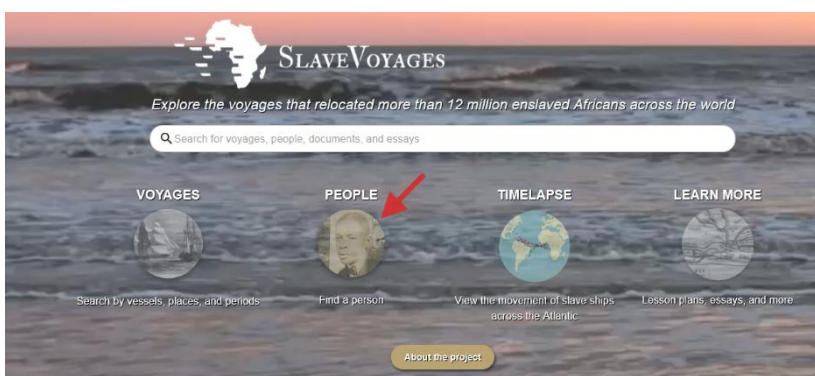 SLAVEVOYAGES
Explore the voyages that relocated more than 12 million enslaved Africans across the world
Search for voyages, people, documents, and essays
VOYAGES
PEOPLE
TIMELAPSE
LEARN MORE
Search by vessels, places, and periods
Find a person
View the movement of slave ships
across the Atlantic
Lesson plans, essays, and more
About the project